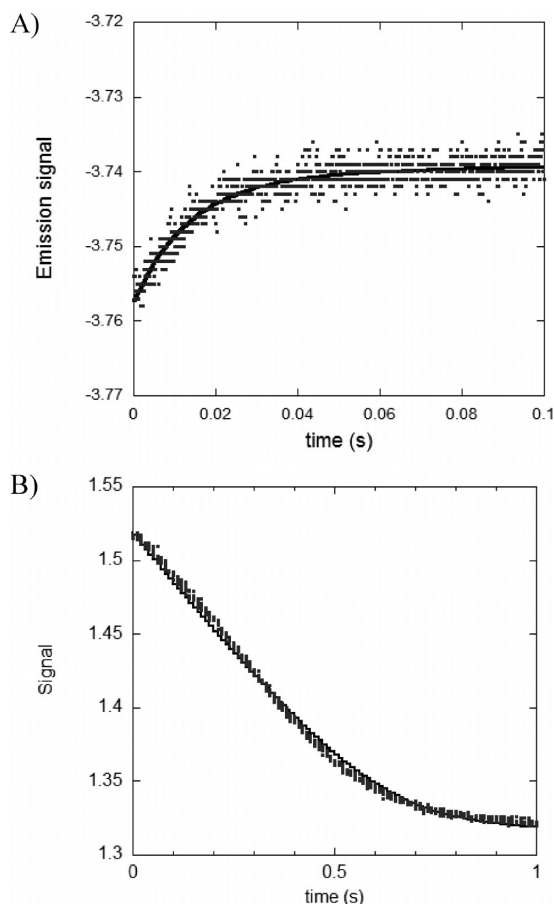 A)
-3.72
-3.73
-3.74
-3.75
-3.76
-3.77
Emission signal
0 0.02 0.04 0.06 0.08 0.1
time (s)
B)
1.55
1.5
1.45
1.4
1.35
1.3
Signal
0 0.5 1
time (s)